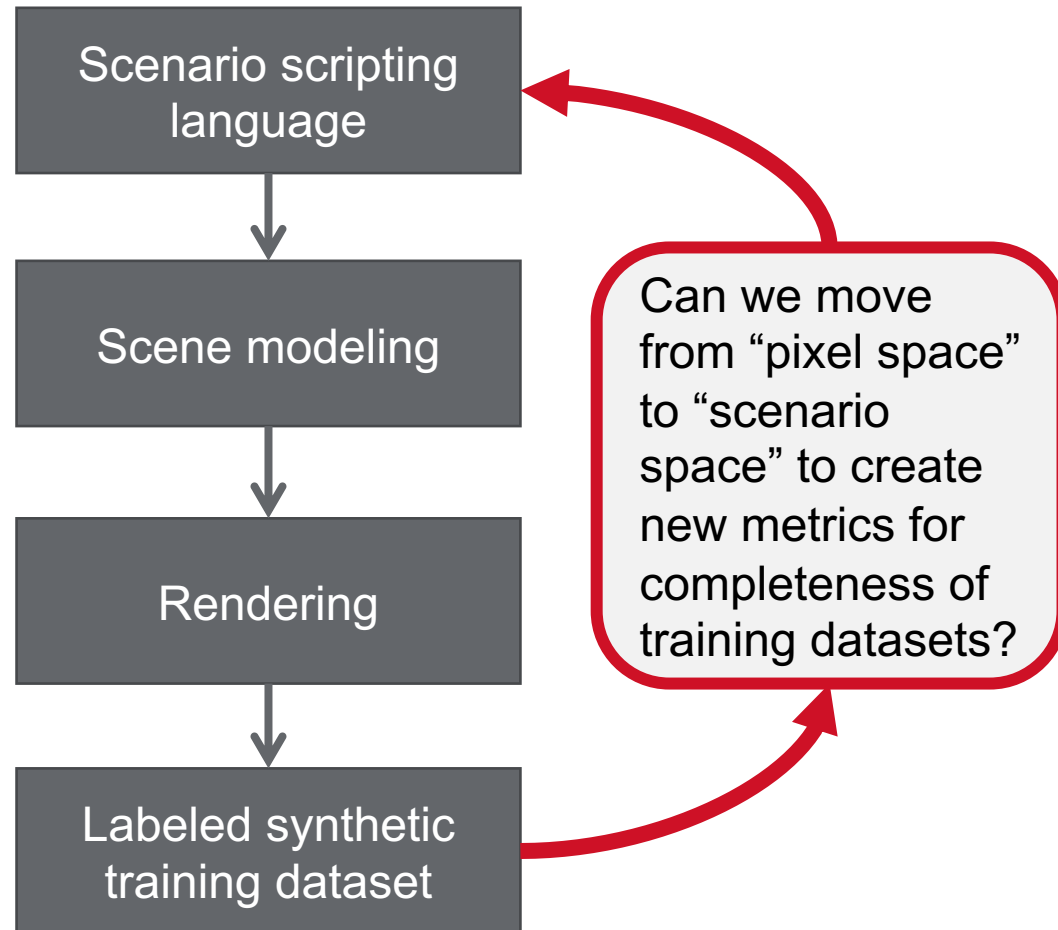 Scenario scripting
language
Scene modeling
Rendering
Labeled synthetic
training dataset
Can we move
from “pixel space”
to “scenario
space” to create
new metrics for
completeness of
training datasets?